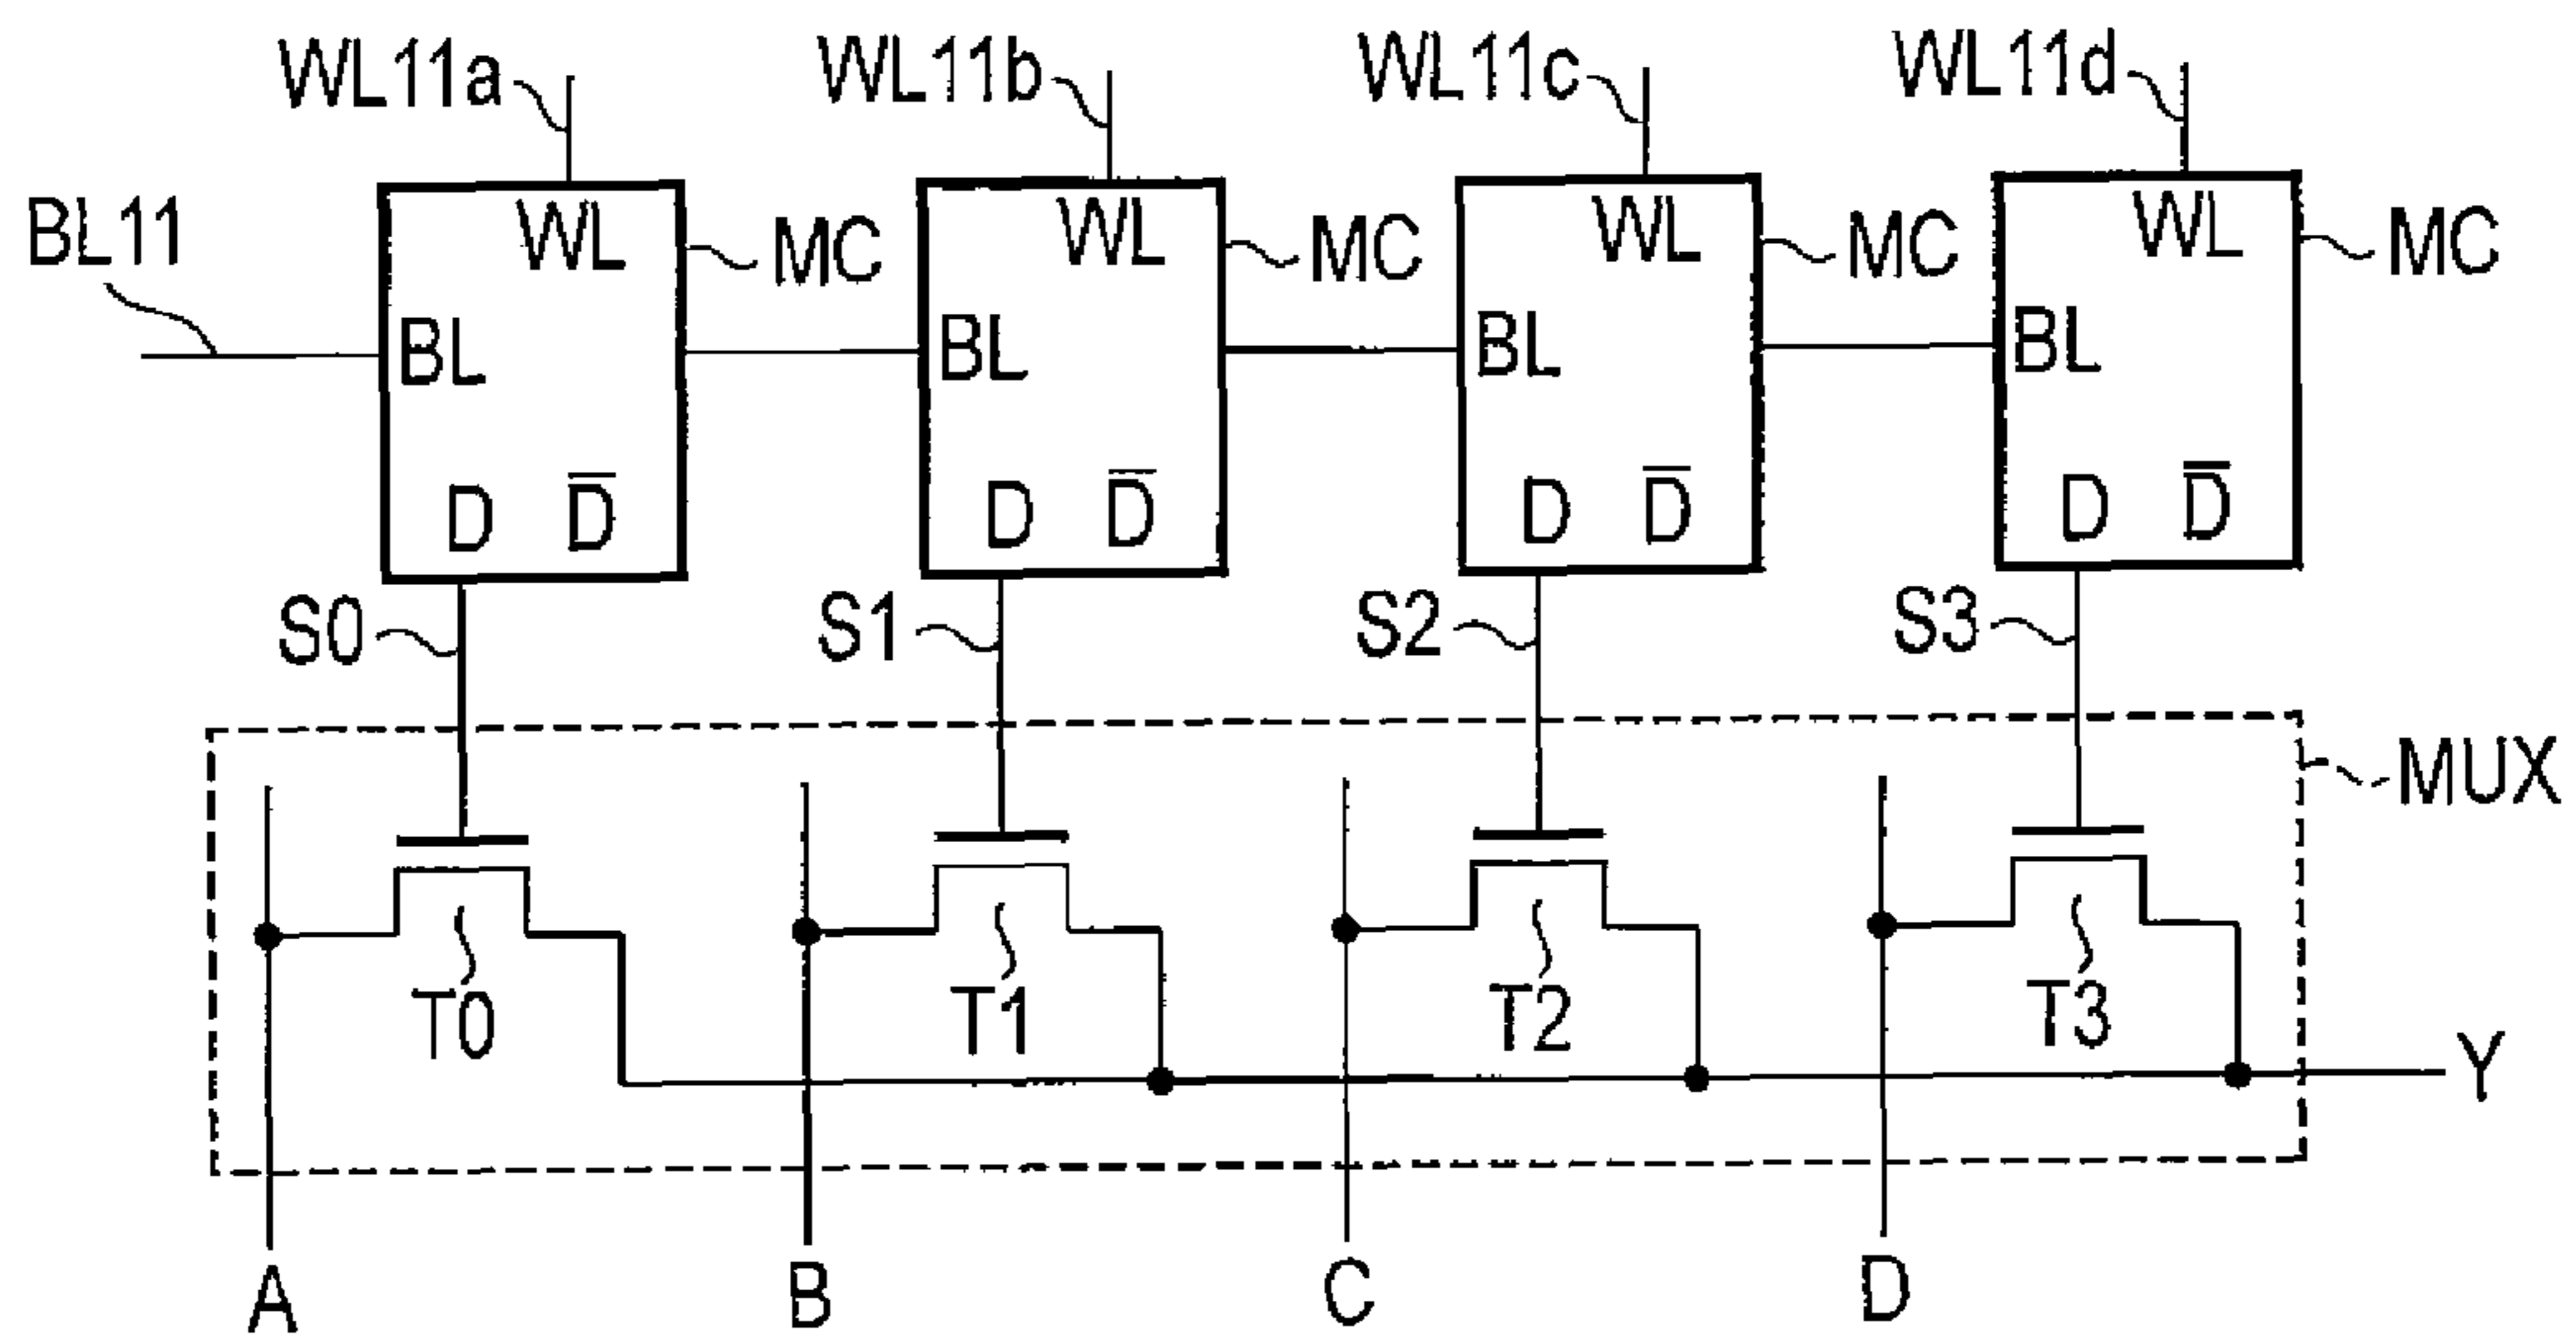 WL11a WL11b WL11c WL11d
BL11 WL MC WL MC WL MC WL MC
BL BL BL BL
D D̅ D D̅ D D̅ D D̅
S0 S1 S2 S3
MUX
T0 T1 T2 T3
Y
A B C D